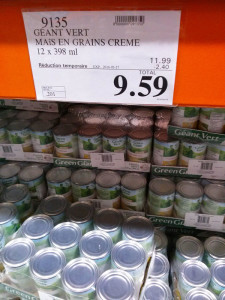 9135
GÉANT VERT
MAIS EN GRAINS CREME
12 x 398 ml
11.99
Réduction temporaire
-2.40
TOTAL
9.59
Green Giant
Green Giant
Green Giant